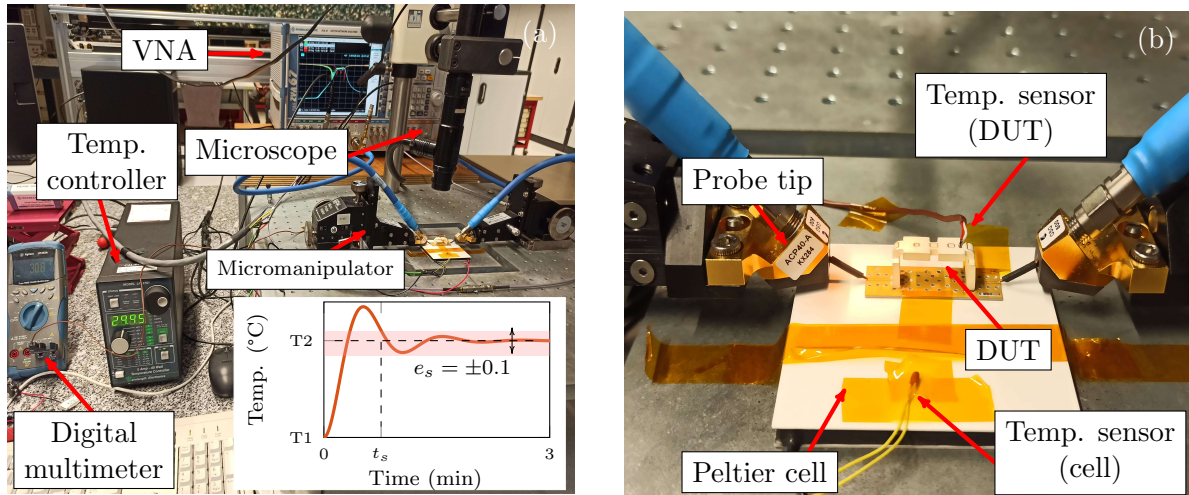 (a)
VNA
Temp.
controller
Microscope
Micromanipulator
29.95
Digital
multimeter
Temp. (°C)
T2
T1
e_s = ±0.1
0
t_s
3
Time (min)
(b)
Temp. sensor
(DUT)
Probe tip
ACP40-A
DUT
Peltier cell
Temp. sensor
(cell)